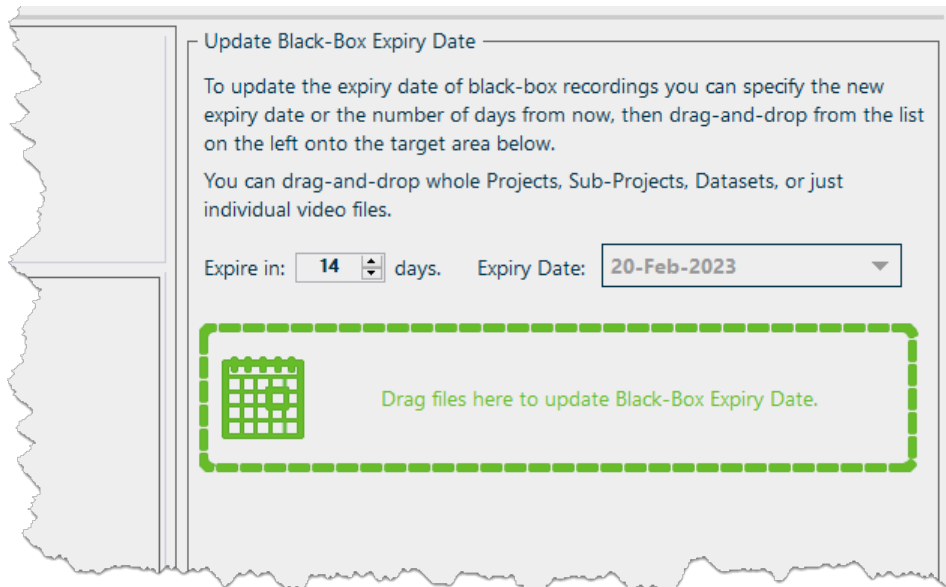 Update Black-Box Expiry Date
To update the expiry date of black-box recordings you can specify the new
expiry date or the number of days from now, then drag-and-drop from the list
on the left onto the target area below.
You can drag-and-drop whole Projects, Sub-Projects, Datasets, or just
individual video files.
Expire in: 14 days. Expiry Date: 20-Feb-2023
Drag files here to update Black-Box Expiry Date.